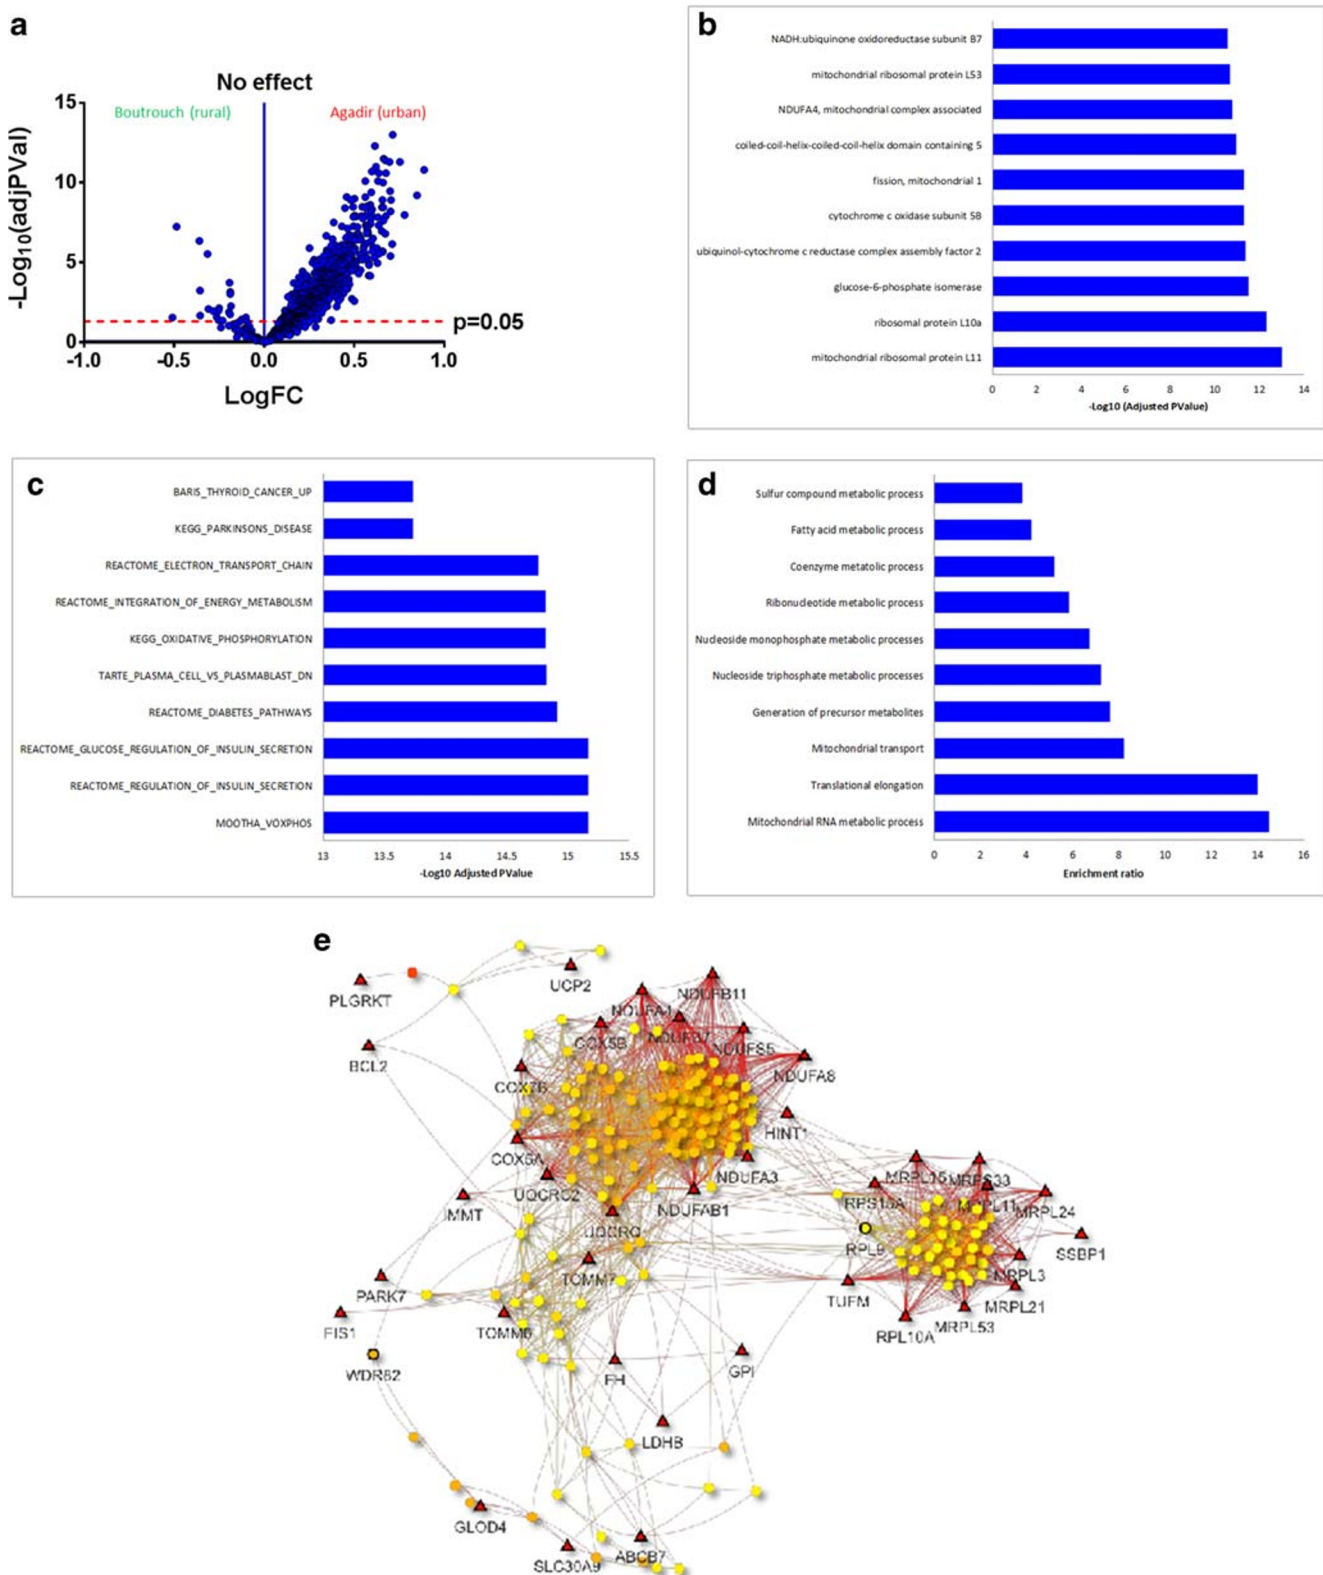 a
No effect
Boutrouch (rural)
Agadir (urban)
-Log10(adjPVal)
15
10
5
0
p=0.05
-1.0 -0.5 0.0 0.5 1.0
LogFC
b
NADH:ubiquinone oxidoreductase subunit B7
mitochondrial ribosomal protein L53
NDUFA4, mitochondrial complex associated
coiled-coil-helix-coiled-coil-helix domain containing 5
fission, mitochondrial 1
cytochrome c oxidase subunit 5B
ubiquinol-cytochrome c reductase complex assembly factor 2
glucose-6-phosphate isomerase
ribosomal protein L10a
mitochondrial ribosomal protein L11
0 2 4 6 8 10 12 14
-Log10 (Adjusted PValue)
c
BARIS_THYROID_CANCER_UP
KEGG_PARKINSONS_DISEASE
REACTOME_ELECTRON_TRANSPORT_CHAIN
REACTOME_INTEGRATION_OF_ENERGY_METABOLISM
KEGG_OXIDATIVE_PHOSPHORYLATION
TARTE_PLASMA_CELL_VS_PLASMABLAST_DN
REACTOME_DIABETES_PATHWAYS
REACTOME_GLUCOSE_REGULATION_OF_INSULIN_SECRETION
REACTOME_REGULATION_OF_INSULIN_SECRETION
MOOTHA_VOXPHOS
13 13.5 14 14.5 15 15.5
-Log10 Adjusted PValue
d
Sulfur compound metabolic process
Fatty acid metabolic process
Coenzyme metatolic process
Ribonucleotide metabolic process
Nucleoside monophosphate metabolic processes
Nucleoside triphosphate metabolic processes
Generation of precursor metabolites
Mitochondrial transport
Translational elongation
Mitochondrial RNA metabolic process
0 2 4 6 8 10 12 14 16
Enrichment ratio
e
PLGRKT
UCP2
NDUFB11
NDUFA4
COX5B
NDUFB7
NDUFS5
BCL2
NDUFA8
COX7B
HINT1
COX6A
NDUFA3
UQCRC2
NDUFAB1
MRPL15
MRPS33
RPS15A
MRPL11
MRPL24
IMMT
UQCRQ
RPL9
SSBP1
TOMM7
MRPL3
PARK7
TUFM
MRPL21
FIS1
TOMM6
RPL10A
MRPL53
WDR82
FH
GPI
LDHB
GLOD4
SLC30A9
ABCB7